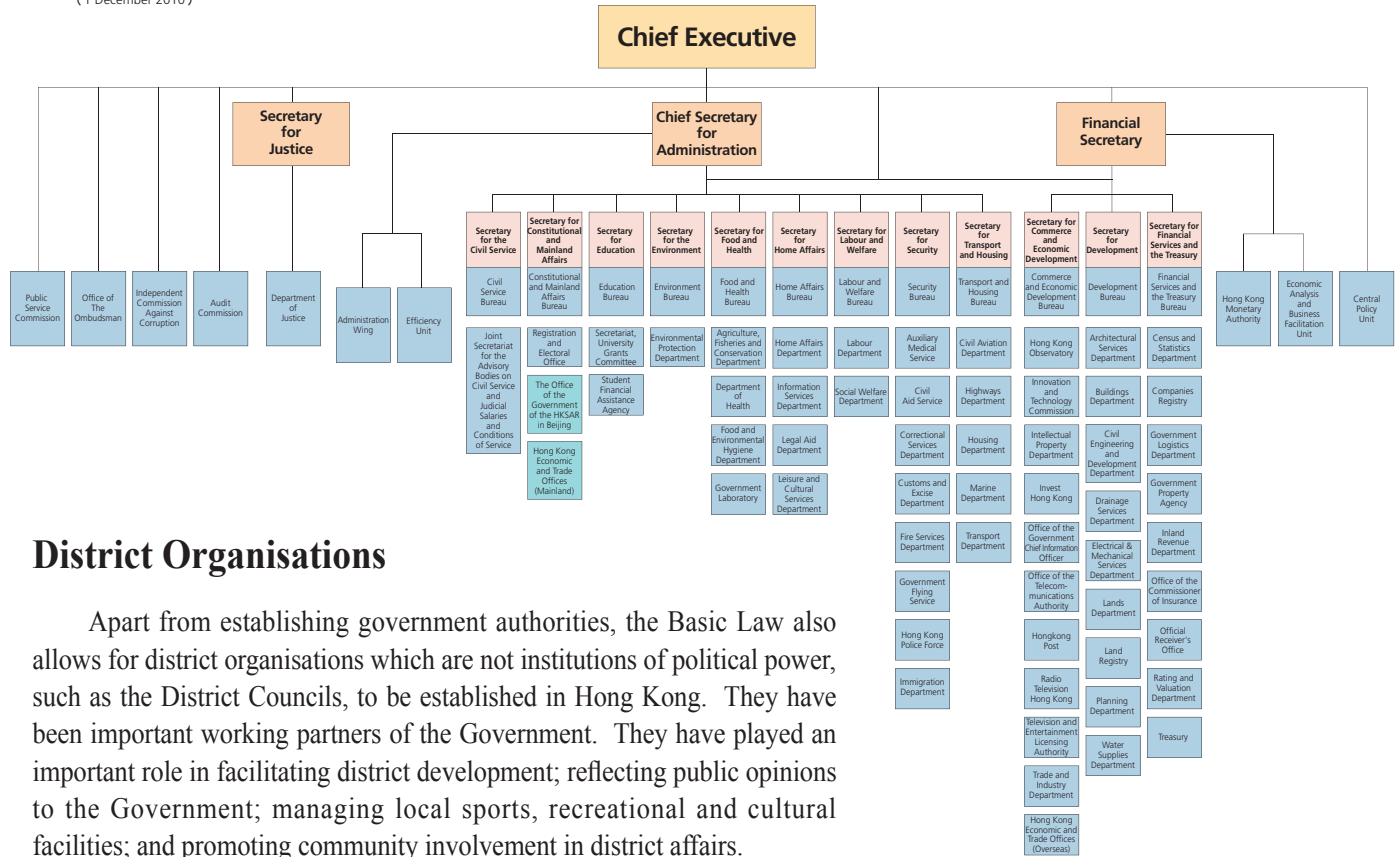 ( 1 December 2010 )
Chief Executive
Secretary
for
Justice
Chief Secretary
for
Administration
Financial
Secretary
Public
Service
Commission
Office of
The
Ombudsman
Independent
Commission
Against
Corruption
Audit
Commission
Department
of
Justice
Administration
Wing
Efficiency
Unit
Secretary
for the
Civil Service
Civil
Service
Bureau
Joint
Secretariat
for the
Advisory
Bodies on
Civil Service
and
Judicial
Salaries
and
Conditions
of Service
Secretary for
Constitutional
and
Mainland
Affairs
Constitutional
and Mainland
Affairs
Bureau
Registration
and
Electoral
Office
The Office
of the
Government
of the HKSAR
in Beijing
Hong Kong
Economic
and Trade
Offices
(Mainland)
Secretary
for
Education
Education
Bureau
Secretariat,
University
Grants
Committee
Student
Financial
Assistance
Agency
Secretary
for the
Environment
Environment
Bureau
Environmental
Protection
Department
Secretary for
Food and
Health
Food and
Health
Bureau
Agriculture,
Fisheries and
Conservation
Department
Department
of
Health
Food and
Environmental
Hygiene
Department
Government
Laboratory
Secretary
for
Home Affairs
Home Affairs
Bureau
Home Affairs
Department
Information
Services
Department
Legal Aid
Department
Leisure and
Cultural
Services
Department
Secretary for
Labour and
Welfare
Labour and
Welfare
Bureau
Labour
Department
Social Welfare
Department
Secretary
for
Security
Security
Bureau
Auxiliary
Medical
Service
Civil
Aid Service
Correctional
Services
Department
Customs and
Excise
Department
Fire Services
Department
Government
Flying
Service
Hong Kong
Police Force
Immigration
Department
Secretary
for
Transport
and Housing
Transport and
Housing
Bureau
Civil Aviation
Department
Highways
Department
Housing
Department
Marine
Department
Transport
Department
Secretary for
Commerce
and
Economic
Development
Commerce
and Economic
Development
Bureau
Hong Kong
Observatory
Innovation
and
Technology
Commission
Intellectual
Property
Department
Invest
Hong Kong
Office of the
Government
Chief Information
Officer
Office of the
Telecom-
munications
Authority
Hongkong
Post
Radio
Television
Hong Kong
Television and
Entertainment
Licensing
Authority
Trade and
Industry
Department
Hong Kong
Economic and
Trade Offices
(Overseas)
Secretary
for
Development
Development
Bureau
Architectural
Services
Department
Buildings
Department
Civil
Engineering
and
Development
Department
Drainage
Services
Department
Electrical &
Mechanical
Services
Department
Lands
Department
Land
Registry
Planning
Department
Water
Supplies
Department
Secretary for
Financial
Services and
the Treasury
Financial
Services and
the Treasury
Bureau
Census and
Statistics
Department
Companies
Registry
Government
Logistics
Department
Government
Property
Agency
Inland
Revenue
Department
Office of the
Commissioner
of Insurance
Official
Receiver's
Office
Rating and
Valuation
Department
Treasury
Hong Kong
Monetary
Authority
Economic
Analysis
and
Business
Facilitation
Unit
Central
Policy
Unit
District Organisations
Apart from establishing government authorities, the Basic Law also
allows for district organisations which are not institutions of political power,
such as the District Councils, to be established in Hong Kong. They have
been important working partners of the Government. They have played an
important role in facilitating district development; reflecting public opinions
to the Government; managing local sports, recreational and cultural
facilities; and promoting community involvement in district affairs.